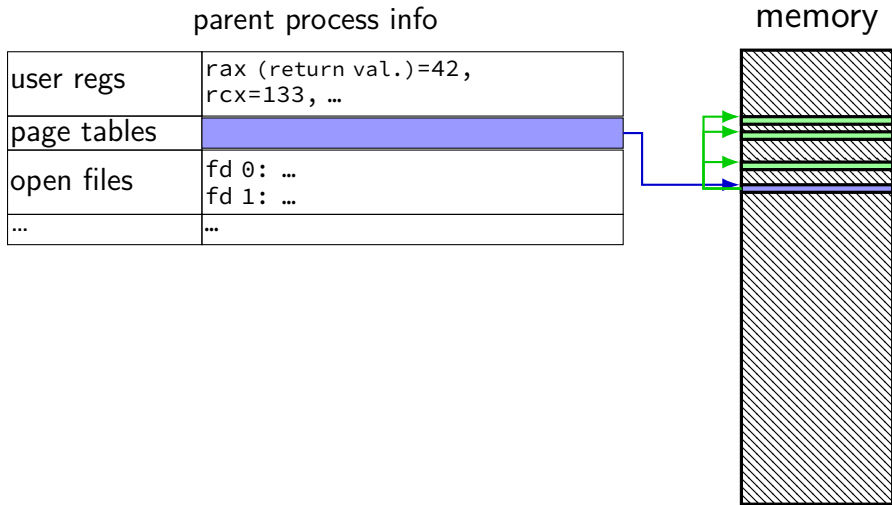 parent process info
memory
user regs
rax (return val.)=42,
rcx=133, …
page tables
open files
fd 0: …
fd 1: …
…
…